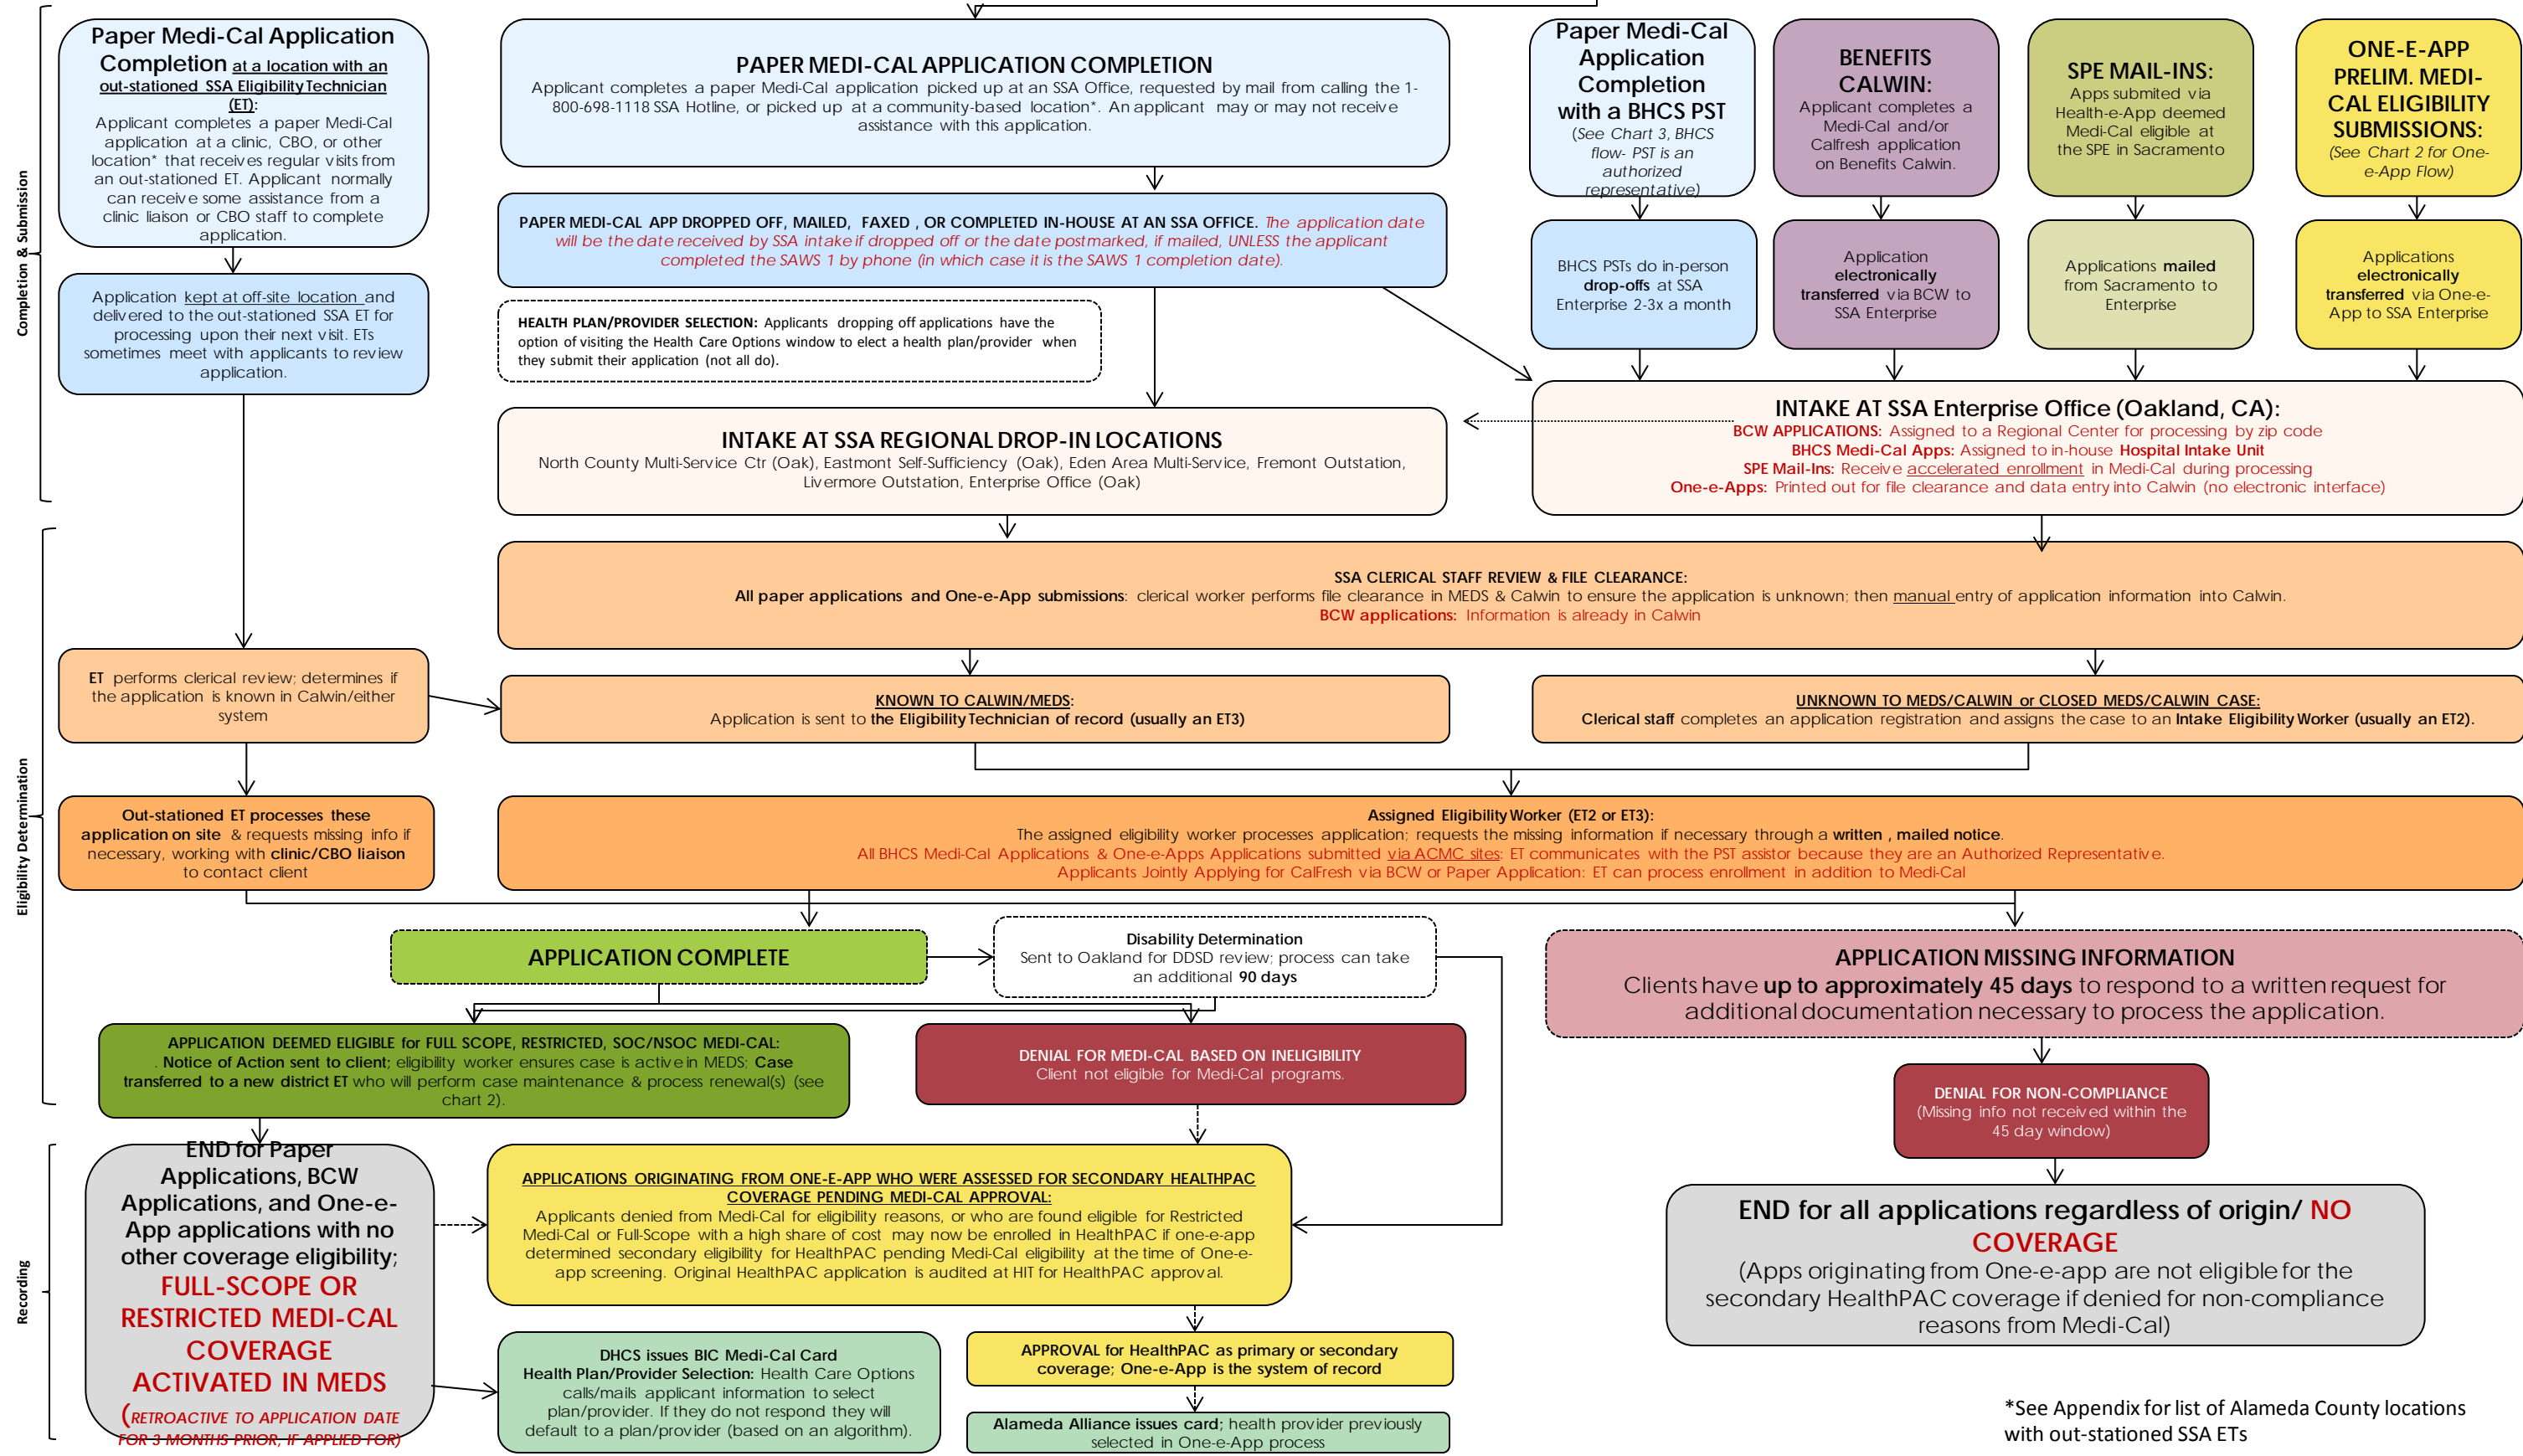 Completion & Submission
Paper Medi-Cal Application
Completion at a location with an
out-stationed SSA Eligibility Technician
(ET):
Applicant completes a paper Medi-Cal
application at a clinic, CBO, or other
location* that receives regular visits from
an out-stationed ET. Applicant normally
can receive some assistance from a
clinic liaison or CBO staff to complete
application.
Application kept at off-site location and
delivered to the out-stationed SSA ET for
processing upon their next visit. ETs
sometimes meet with applicants to review
application.
PAPER MEDI-CAL APPLICATION COMPLETION
Applicant completes a paper Medi-Cal application picked up at an SSA Office, requested by mail from calling the 1-
800-698-1118 SSA Hotline, or picked up at a community-based location*. An applicant may or may not receive
assistance with this application.
PAPER MEDI-CAL APP DROPPED OFF, MAILED, FAXED , OR COMPLETED IN-HOUSE AT AN SSA OFFICE. The application date
will be the date received by SSA intake if dropped off or the date postmarked, if mailed, UNLESS the applicant
completed the SAWS 1 by phone (in which case it is the SAWS 1 completion date).
HEALTH PLAN/PROVIDER SELECTION: Applicants dropping off applications have the
option of visiting the Health Care Options window to elect a health plan/provider when
they submit their application (not all do).
Paper Medi-Cal
Application
Completion
with a BHCS PST
(See Chart 3, BHCS
flow- PST is an
authorized
representative)
BHCS PSTs do in-person
drop-offs at SSA
Enterprise 2-3x a month
BENEFITS
CALWIN:
Applicant completes a
Medi-Cal and/or
Calfresh application
on Benefits Calwin.
Application
electronically
transferred via BCW to
SSA Enterprise
SPE MAIL-INS:
Apps submited via
Health-e-App deemed
Medi-Cal eligible at
the SPE in Sacramento
Applications mailed
from Sacramento to
Enterprise
ONE-E-APP
PRELIM. MEDI-
CAL ELIGIBILITY
SUBMISSIONS:
(See Chart 2 for One-
e-App Flow)
Applications
electronically
transferred via One-e-
App to SSA Enterprise
INTAKE AT SSA REGIONAL DROP-IN LOCATIONS
North County Multi-Service Ctr (Oak), Eastmont Self-Sufficiency (Oak), Eden Area Multi-Service, Fremont Outstation,
Livermore Outstation, Enterprise Office (Oak)
INTAKE AT SSA Enterprise Office (Oakland, CA):
BCW APPLICATIONS: Assigned to a Regional Center for processing by zip code
BHCS Medi-Cal Apps: Assigned to in-house Hospital Intake Unit
SPE Mail-Ins: Receive accelerated enrollment in Medi-Cal during processing
One-e-Apps: Printed out for file clearance and data entry into Calwin (no electronic interface)
Eligibility Determination
SSA CLERICAL STAFF REVIEW & FILE CLEARANCE:
All paper applications and One-e-App submissions: clerical worker performs file clearance in MEDS & Calwin to ensure the application is unknown; then manual entry of application information into Calwin.
BCW applications: Information is already in Calwin
ET performs clerical review; determines if
the application is known in Calwin/either
system
KNOWN TO CALWIN/MEDS:
Application is sent to the Eligibility Technician of record (usually an ET3)
UNKNOWN TO MEDS/CALWIN or CLOSED MEDS/CALWIN CASE:
Clerical staff completes an application registration and assigns the case to an Intake Eligibility Worker (usually an ET2).
Out-stationed ET processes these
application on site & requests missing info if
necessary, working with clinic/CBO liaison
to contact client
Assigned Eligibility Worker (ET2 or ET3):
The assigned eligibility worker processes application; requests the missing information if necessary through a written , mailed notice.
All BHCS Medi-Cal Applications & One-e-Apps Applications submitted via ACMC sites: ET communicates with the PST assistor because they are an Authorized Representative.
Applicants Jointly Applying for CalFresh via BCW or Paper Application: ET can process enrollment in addition to Medi-Cal
APPLICATION COMPLETE
Disability Determination
Sent to Oakland for DDSD review; process can take
an additional 90 days
APPLICATION MISSING INFORMATION
Clients have up to approximately 45 days to respond to a written request for
additional documentation necessary to process the application.
APPLICATION DEEMED ELIGIBLE for FULL SCOPE, RESTRICTED, SOC/NSOC MEDI-CAL:
. Notice of Action sent to client; eligibility worker ensures case is active in MEDS; Case
transferred to a new district ET who will perform case maintenance & process renewal(s) (see
chart 2).
DENIAL FOR MEDI-CAL BASED ON INELIGIBILITY
Client not eligible for Medi-Cal programs.
DENIAL FOR NON-COMPLIANCE
(Missing info not received within the
45 day window)
Recording
END for Paper
Applications, BCW
Applications, and One-e-
App applications with no
other coverage eligibility;
FULL-SCOPE OR
RESTRICTED MEDI-CAL
COVERAGE
ACTIVATED IN MEDS
(RETROACTIVE TO APPLICATION DATE
FOR 3 MONTHS PRIOR, IF APPLIED FOR)
APPLICATIONS ORIGINATING FROM ONE-E-APP WHO WERE ASSESSED FOR SECONDARY HEALTHPAC
COVERAGE PENDING MEDI-CAL APPROVAL:
Applicants denied from Medi-Cal for eligibility reasons, or who are found eligible for Restricted
Medi-Cal or Full-Scope with a high share of cost may now be enrolled in HealthPAC if one-e-app
determined secondary eligibility for HealthPAC pending Medi-Cal eligibility at the time of One-e-
app screening. Original HealthPAC application is audited at HIT for HealthPAC approval.
END for all applications regardless of origin/ NO
COVERAGE
(Apps originating from One-e-app are not eligible for the
secondary HealthPAC coverage if denied for non-compliance
reasons from Medi-Cal)
DHCS issues BIC Medi-Cal Card
Health Plan/Provider Selection: Health Care Options
calls/mails applicant information to select
plan/provider. If they do not respond they will
default to a plan/provider (based on an algorithm).
APPROVAL for HealthPAC as primary or secondary
coverage; One-e-App is the system of record
Alameda Alliance issues card; health provider previously
selected in One-e-App process
*See Appendix for list of Alameda County locations
with out-stationed SSA ETs